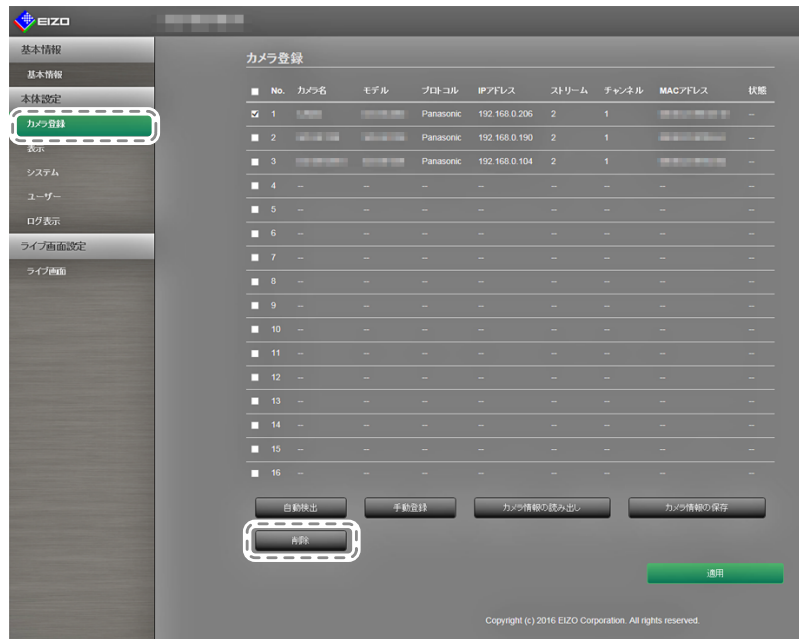 EIZO
基本情報
基本情報
本体設定
カメラ登録
表示
システム
ユーザー
ログ表示
ライブ画面設定
ライブ画面
カメラ登録
No. カメラ名 モデル プロトコル IPアドレス ストリーム チャンネル MACアドレス 状態
1 Panasonic 192.168.0.206 2 1 --
2 Panasonic 192.168.0.190 2 1 --
3 Panasonic 192.168.0.104 2 1 --
4 -- -- -- -- -- -- -- --
5 -- -- -- -- -- -- -- --
6 -- -- -- -- -- -- -- --
7 -- -- -- -- -- -- -- --
8 -- -- -- -- -- -- -- --
9 -- -- -- -- -- -- -- --
10 -- -- -- -- -- -- -- --
11 -- -- -- -- -- -- -- --
12 -- -- -- -- -- -- -- --
13 -- -- -- -- -- -- -- --
14 -- -- -- -- -- -- -- --
15 -- -- -- -- -- -- -- --
16 -- -- -- -- -- -- -- --
自動検出 手動登録 カメラ情報の読み出し カメラ情報の保存
削除
適用
Copyright (c) 2016 EIZO Corporation. All rights reserved.